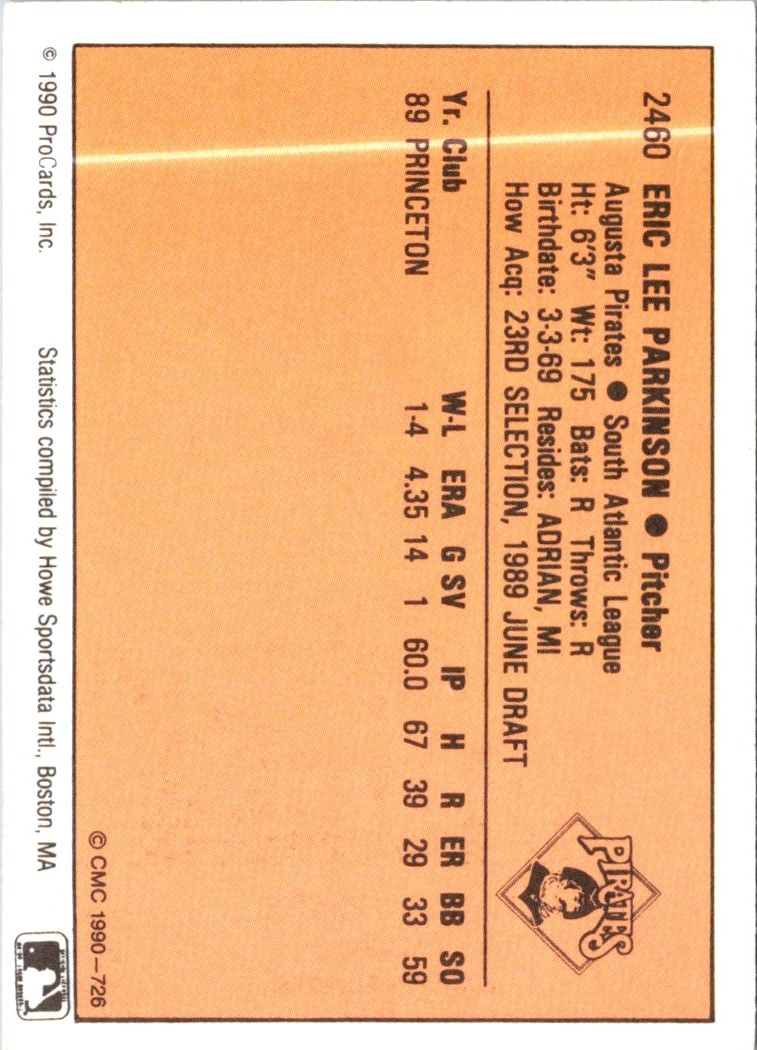 2460 ERIC LEE PARKINSON ● Pitcher
Augusta Pirates ● South Atlantic League
Ht: 6'3" Wt: 175 Bats: R Throws: R
Birthdate: 3-3-69 Resides: ADRIAN, MI
How Acq: 23RD SELECTION, 1989 JUNE DRAFT
PIRATES
Yr. Club W-L ERA G SV IP H R ER BB SO
89 PRINCETON 1-4 4.35 14 1 60.0 67 39 29 33 59
© CMC 1990–726
© 1990 ProCards, Inc. Statistics compiled by Howe Sportsdata Intl., Boston, MA